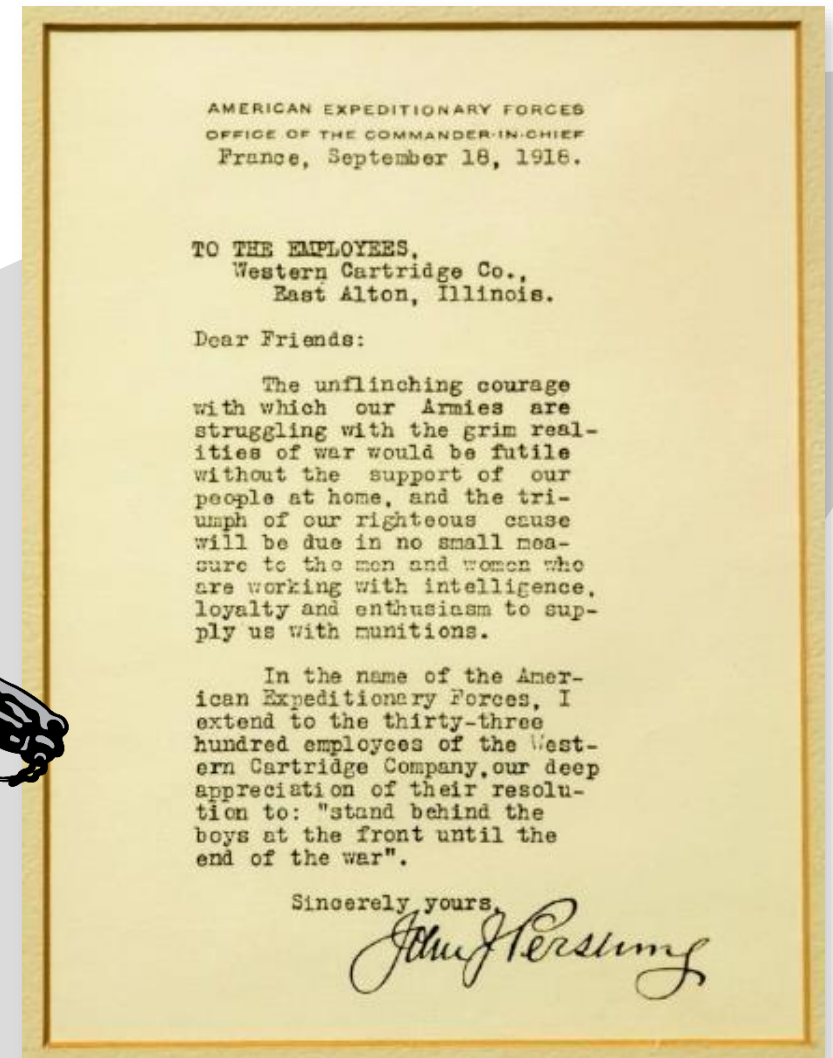 AMERICAN EXPEDITIONARY FORCES
OFFICE OF THE COMMANDER-IN-CHIEF
France, September 18, 1918.
TO THE EMPLOYEES,
Western Cartridge Co.,
East Alton, Illinois.
Dear Friends:
The unflinching courage
with which our Armies are
struggling with the grim real-
ities of war would be futile
without the support of our
people at home, and the tri-
umph of our righteous cause
will be due in no small mea-
sure to the men and women who
are working with intelligence,
loyalty and enthusiasm to sup-
ply us with munitions.
In the name of the Amer-
ican Expeditionary Forces, I
extend to the thirty-three
hundred employees of the West-
ern Cartridge Company,our deep
appreciation of their resolu-
tion to: "stand behind the
boys at the front until the
end of the war".
Sincerely yours,
John J Pershing